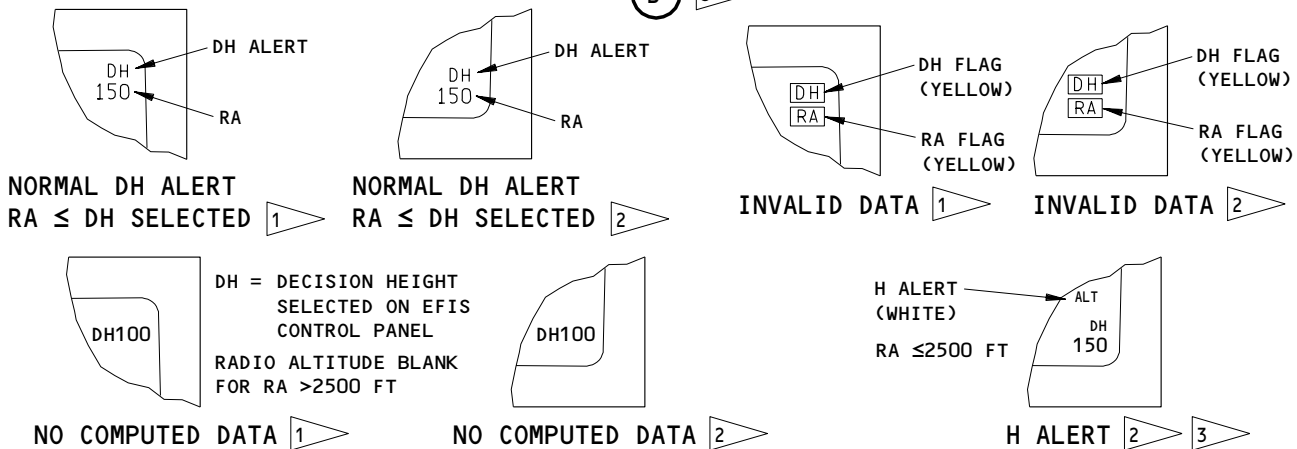 DH ALERT
DH
150
RA
NORMAL DH ALERT
RA ≤ DH SELECTED 1
DH ALERT
DH
150
RA
NORMAL DH ALERT
RA ≤ DH SELECTED 2
DH FLAG
(YELLOW)
DH
RA
RA FLAG
(YELLOW)
INVALID DATA 1
DH FLAG
(YELLOW)
DH
RA
RA FLAG
(YELLOW)
INVALID DATA 2
DH100
DH = DECISION HEIGHT
SELECTED ON EFIS
CONTROL PANEL
RADIO ALTITUDE BLANK
FOR RA >2500 FT
NO COMPUTED DATA 1
DH100
NO COMPUTED DATA 2
H ALERT
(WHITE)
RA ≤2500 FT
ALT
DH
150
H ALERT 2 3